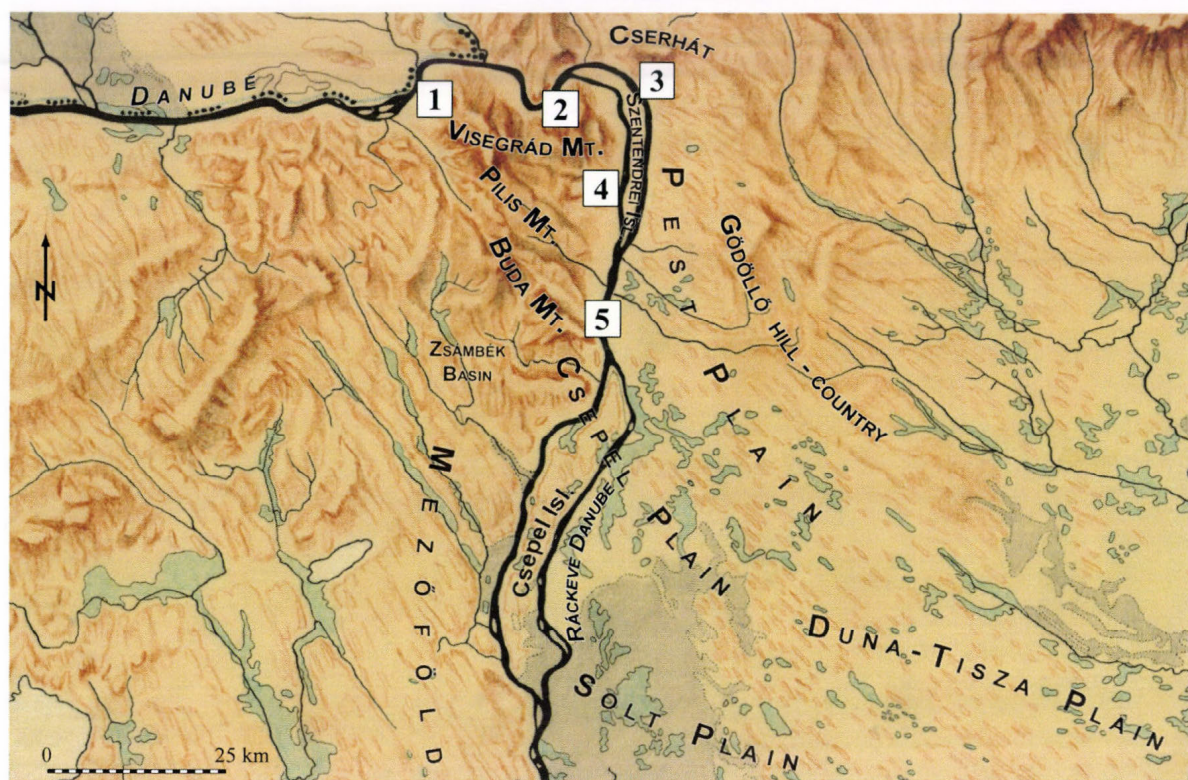 CSERHÁT
DANUBE
1
2
3
VISEGRÁD MT.
SZENTENDREI ISL.
4
PILIS MT.
PEST PLAIN
GÖDÖLLŐ HILL-COUNTRY
N
BUDA MT.
5
ZSÁMBÉK
BASIN
CSEPEL PLAIN
MEZŐFÖLD
Csepel Isl.
RÁCKEVE DANUBE
DUNA-TISZA PLAIN
SOLT PLAIN
0 25 km